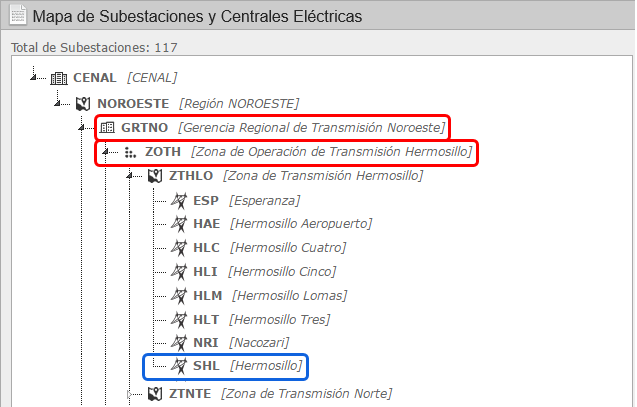 Mapa de Subestaciones y Centrales Eléctricas
Total de Subestaciones: 117
CENAL [CENAL]
NOROESTE [Región NOROESTE]
GRTNO [Gerencia Regional de Transmisión Noroeste]
ZOTH [Zona de Operación de Transmisión Hermosillo]
ZTHLO [Zona de Transmisión Hermosillo]
ESP [Esperanza]
HAE [Hermosillo Aeropuerto]
HLC [Hermosillo Cuatro]
HLI [Hermosillo Cinco]
HLM [Hermosillo Lomas]
HLT [Hermosillo Tres]
NRI [Nacozari]
SHL [Hermosillo]
ZTNTE [Zona de Transmisión Norte]